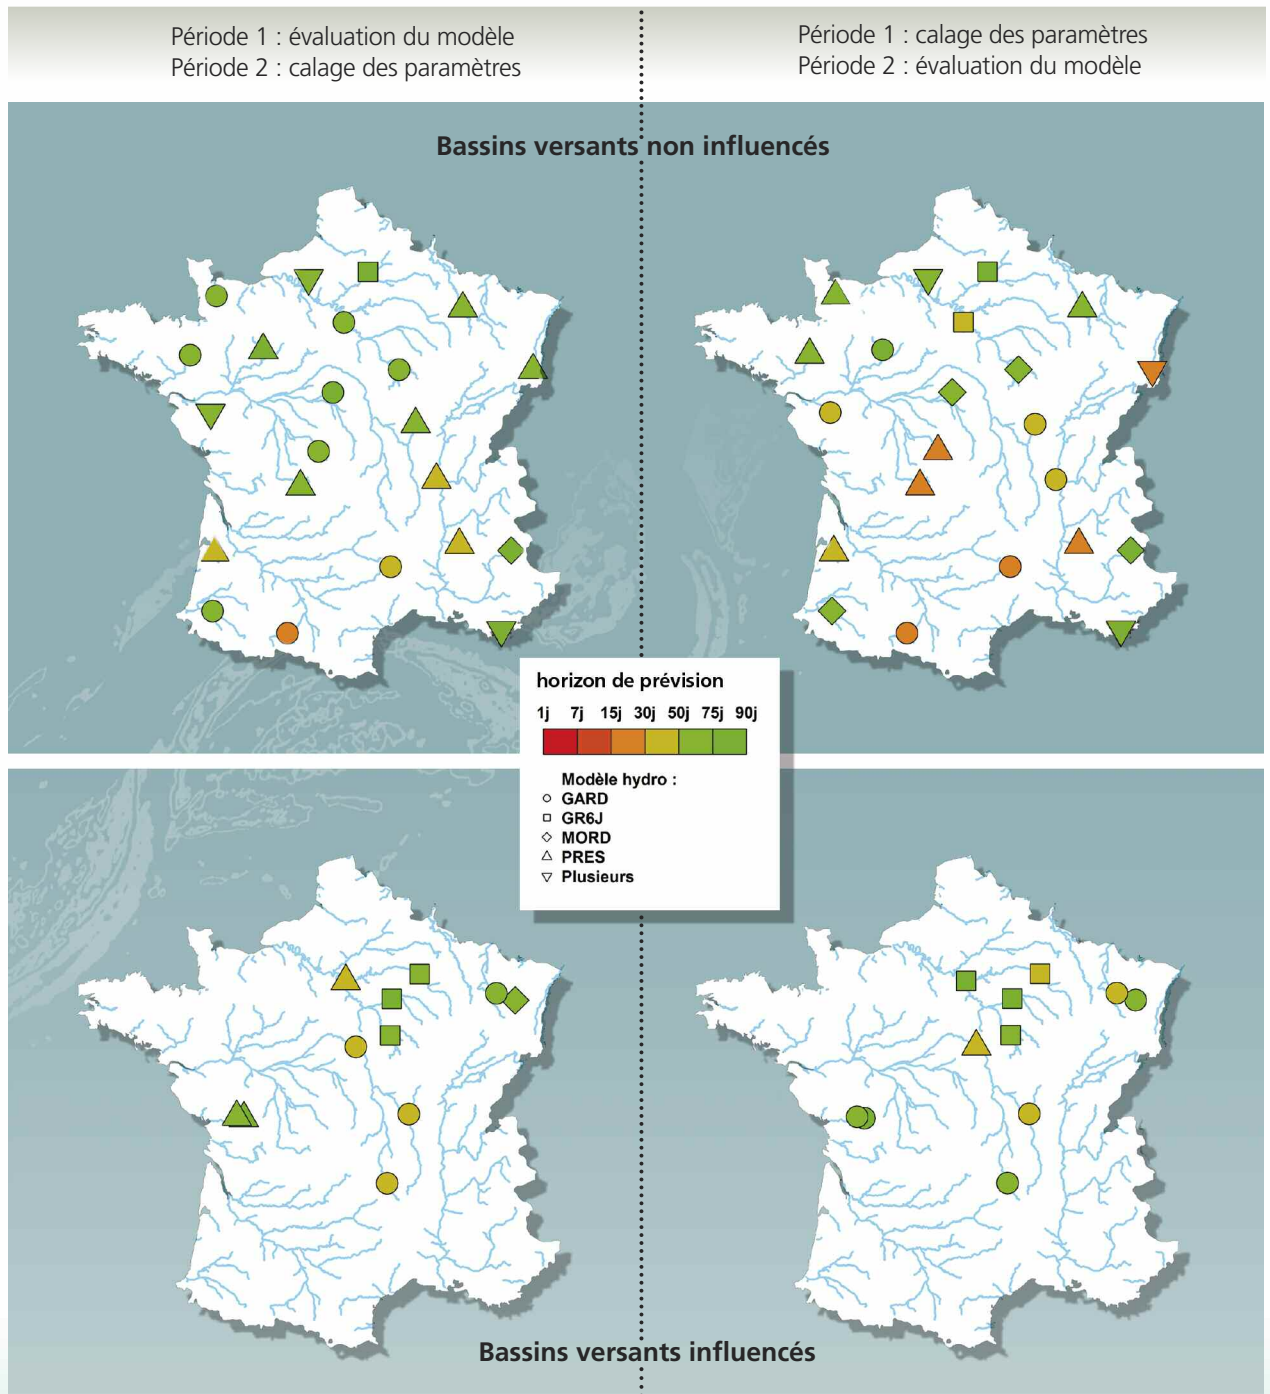 Période 1 : évaluation du modèle
Période 2 : calage des paramètres
Période 1 : calage des paramètres
Période 2 : évaluation du modèle
Bassins versants non influencés
horizon de prévision
1j 7j 15j 30j 50j 75j 90j
Modèle hydro :
GARD
GR6J
MORD
PRES
Plusieurs
Bassins versants influencés